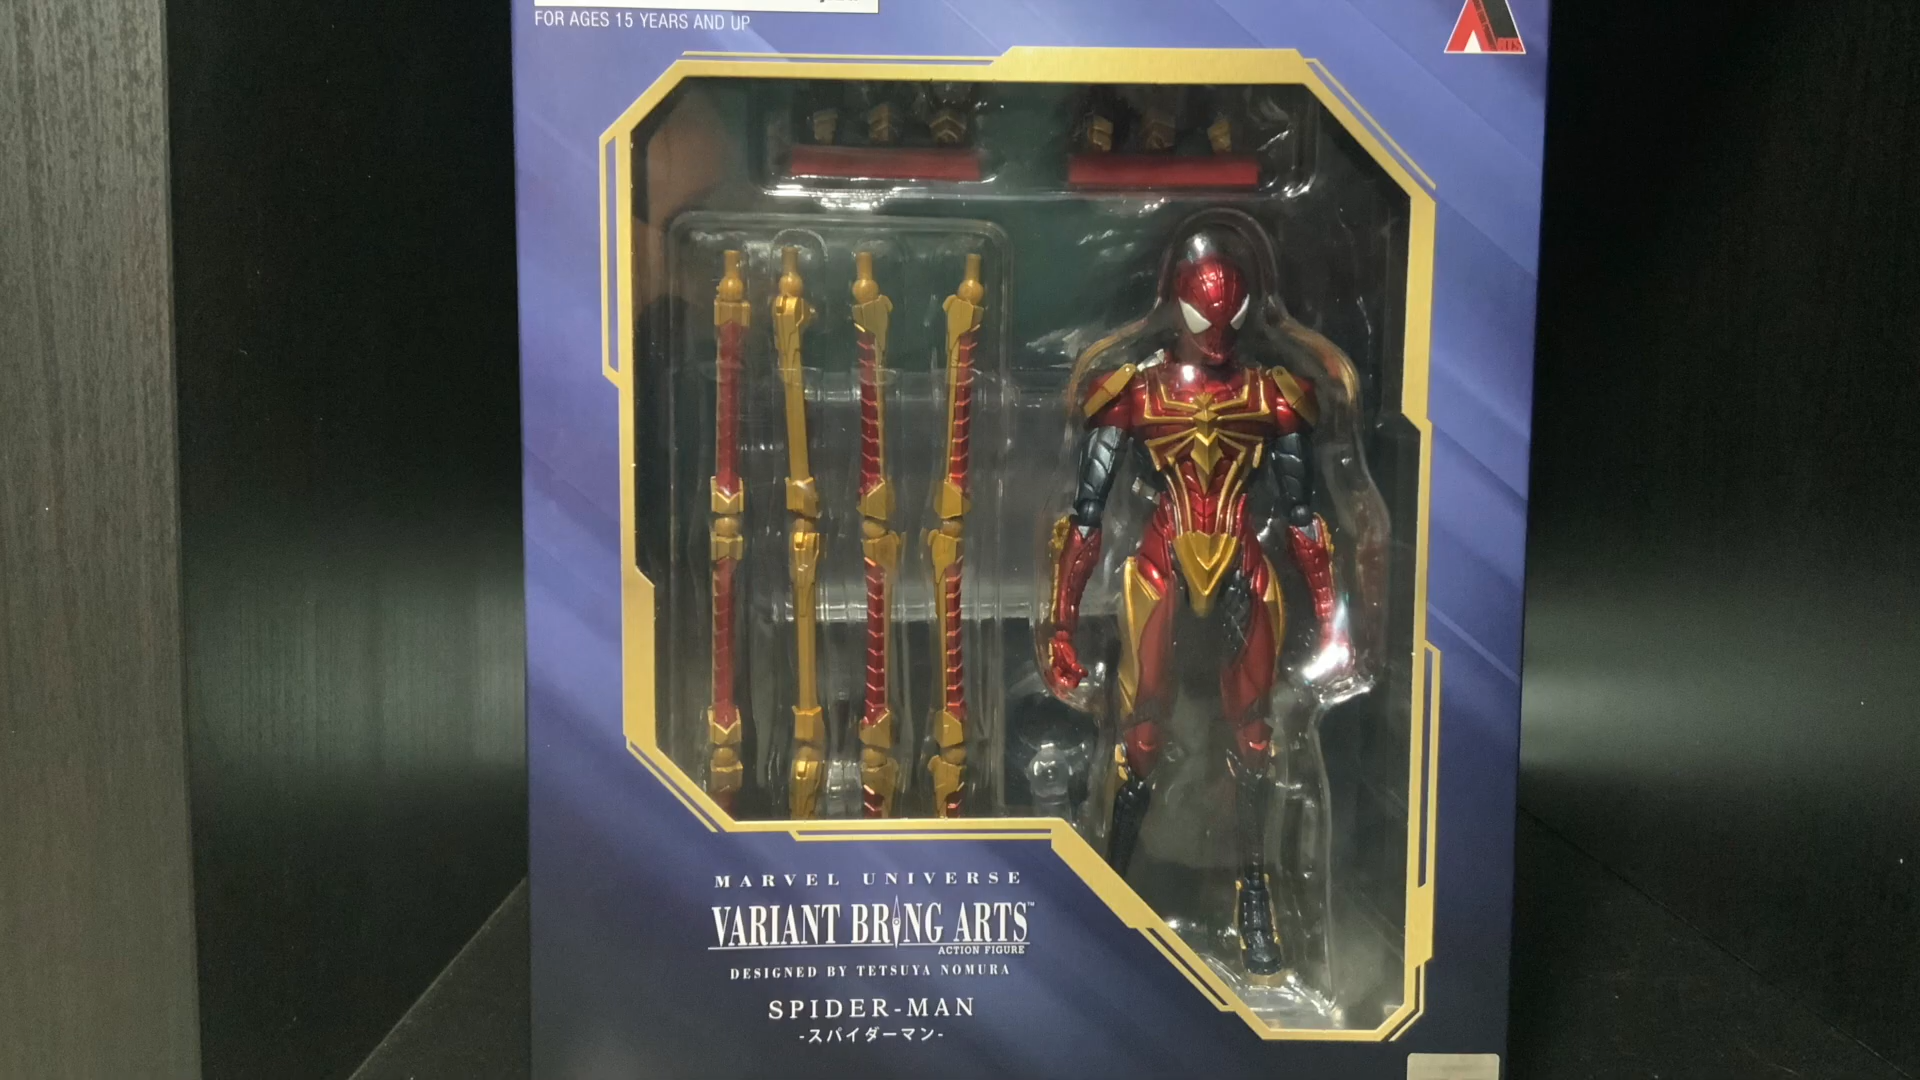 FOR AGES 15 YEARS AND UP
MARVEL UNIVERSE
VARIANT BRING ARTS™
ACTION FIGURE
DESIGNED BY TETSUYA NOMURA
SPIDER-MAN
-スパイダーマン-